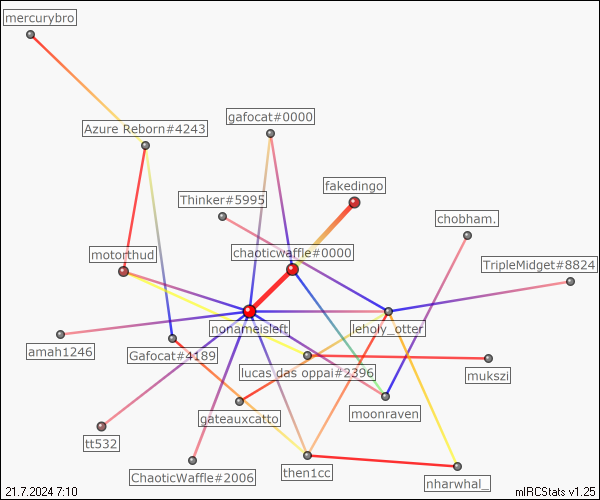 mercurybro
gafocat#0000
Azure Reborn#4243
fakedingo
Thinker#5995
chobham.
chaoticwaffle#0000
motorthud
TripleMidget#8824
nonameisleft
leholy_otter
amah1246
Gafocat#4189
lucas das oppai#2396
mukszi
gateauxcatto
moonraven
tt532
ChaoticWaffle#2006
then1cc
nharwhal_
21.7.2024 7:10
mIRCStats v1.25